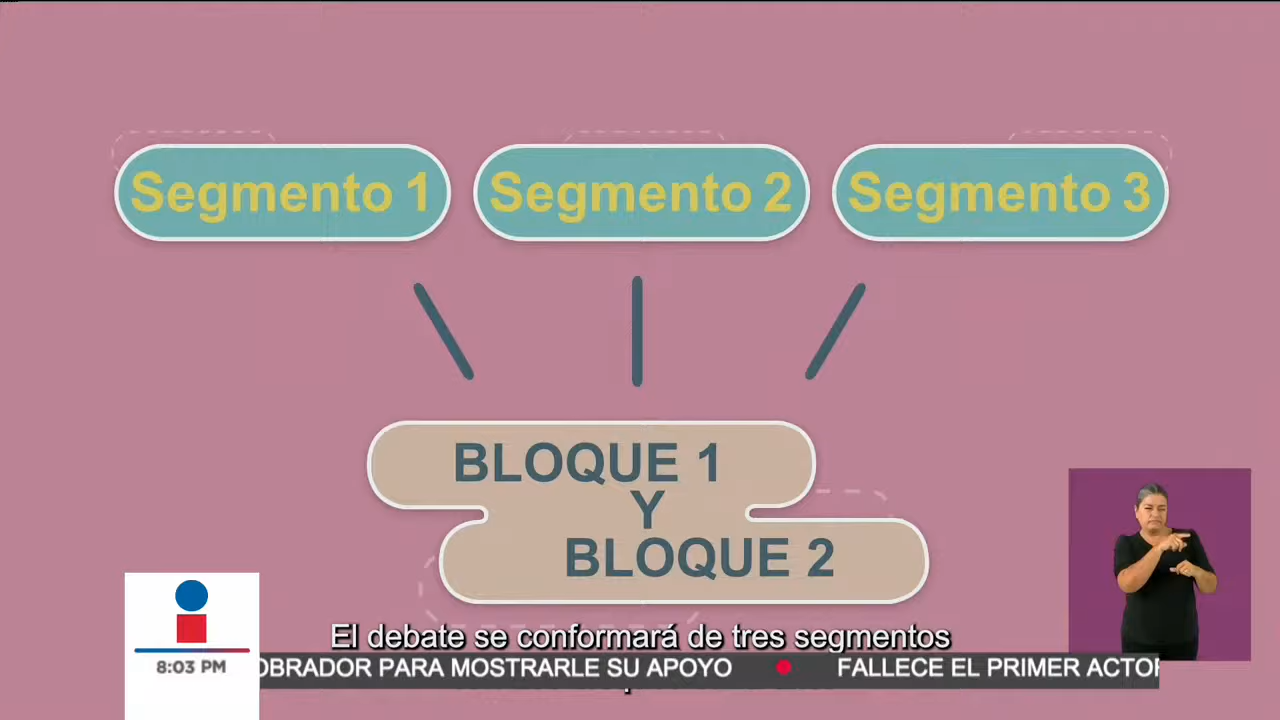 Segmento 1
Segmento 2
Segmento 3
BLOQUE 1
Y
BLOQUE 2
El debate se conformará de tres segmentos
8:03 PM
OBRADOR PARA MOSTRARLE SU APOYO
FALLECE EL PRIMER ACTOR